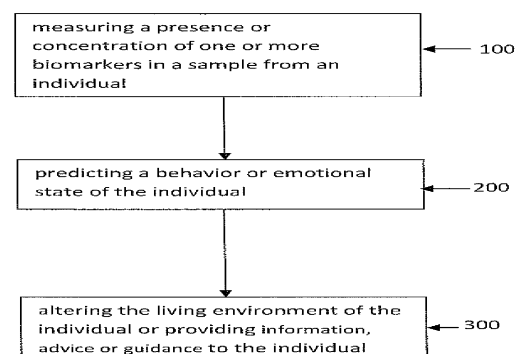 measuring a presence or
concentration of one or more
biomarkers in a sample from an
individual
100
predicting a behavior or emotional
state of the individual
200
altering the living environment of the
individual or providing information,
advice or guidance to the individual
300